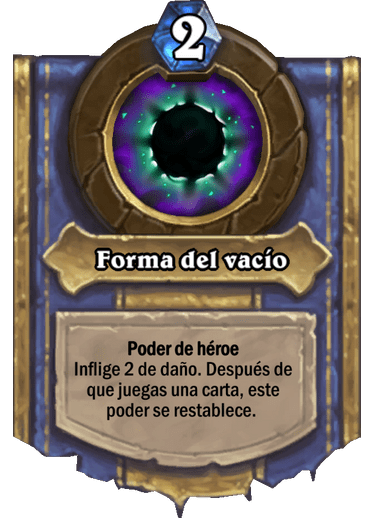 2
Forma del vacío
Poder de héroe
Inflige 2 de daño. Después de
que juegas una carta, este
poder se restablece.